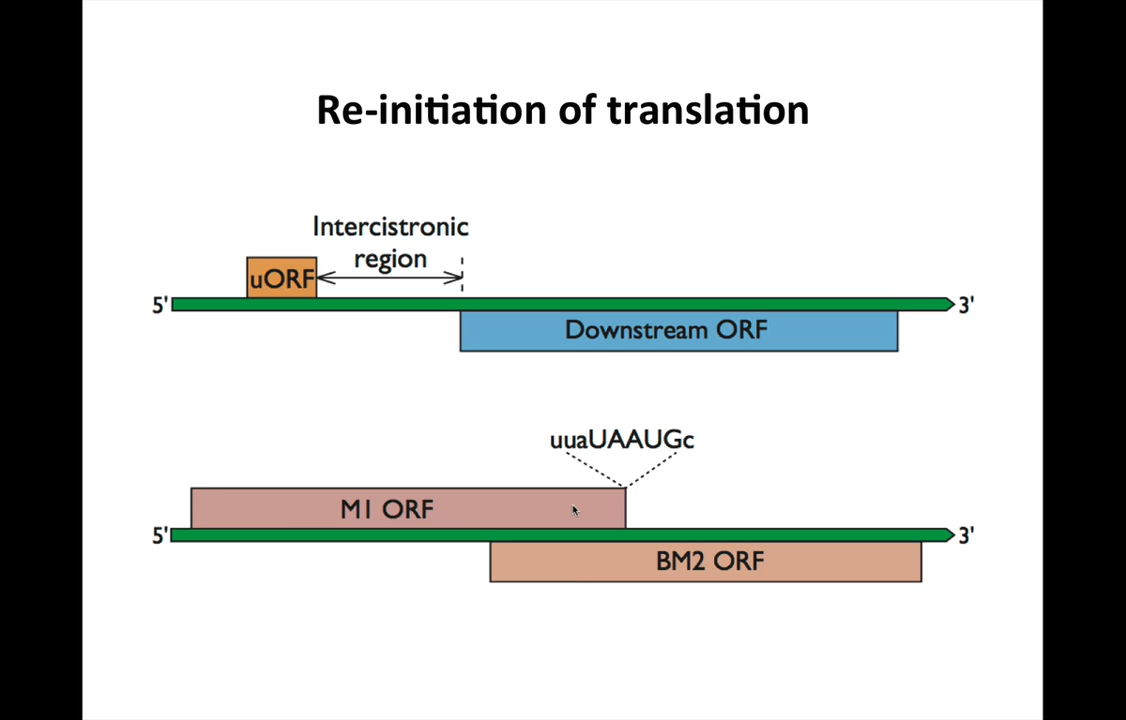 Re-initiation of translation
Intercistronic
region
uORF
5' 3'
Downstream ORF
uuaUAAUGc
M1 ORF
5' 3'
BM2 ORF